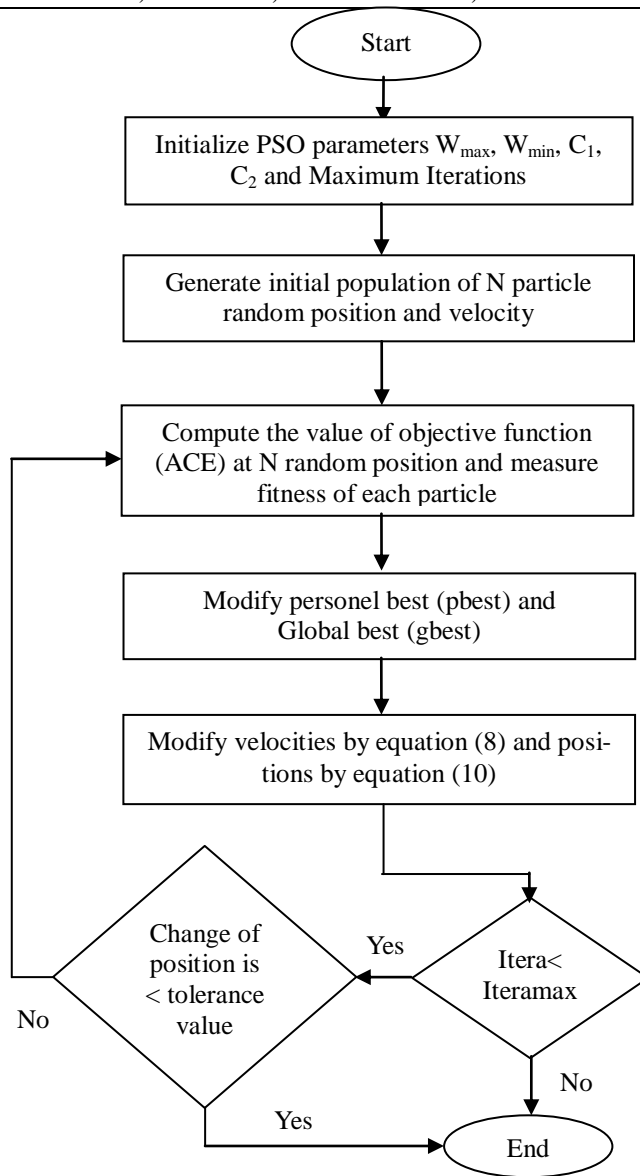 Start
Initialize PSO parameters Wmax, Wmin, C1,
C2 and Maximum Iterations
Generate initial population of N particle
random position and velocity
Compute the value of objective function
(ACE) at N random position and measure
fitness of each particle
Modify personel best (pbest) and
Global best (gbest)
Modify velocities by equation (8) and posi-
tions by equation (10)
Change of
position is
< tolerance
value
Yes
Itera<
Iteramax
No
No
Yes
End